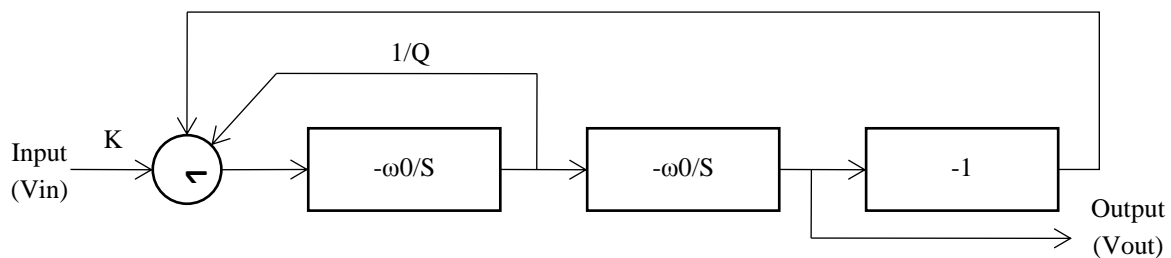 1/Q
K
Input
(Vin)
-ω0/S
-ω0/S
-1
Output
(Vout)